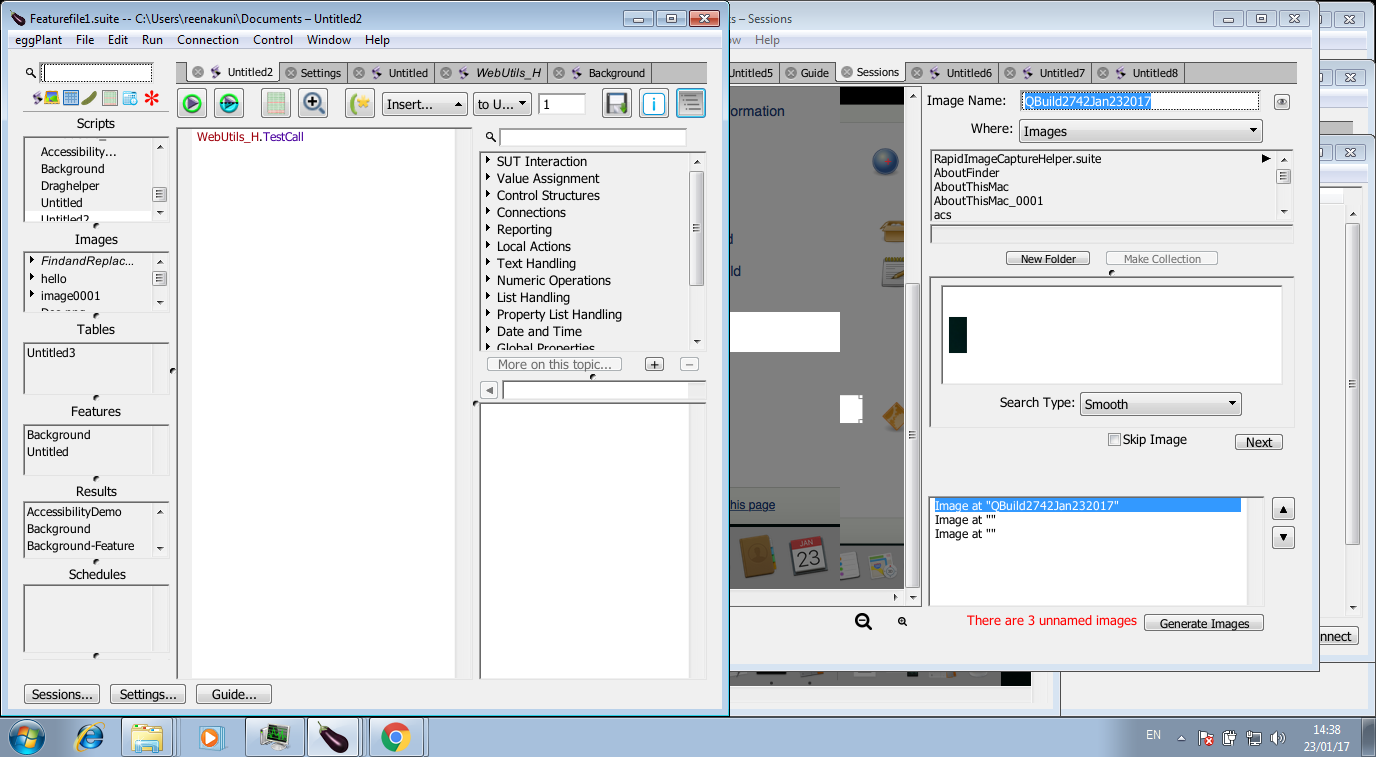 Featurefile1.suite -- C:\Users\reenakuni\Documents – Untitled2
eggPlant File Edit Run Connection Control Window Help
Untitled2 Settings Untitled WebUtils_H Background
Insert... to U... 1
Scripts
Accessibility...
Background
Draghelper
Untitled
Untitled2
Images
FindandReplac...
hello
image0001
Tables
Untitled3
Features
Background
Untitled
Results
AccessibilityDemo
Background
Background-Feature
Schedules
Sessions... Settings... Guide...
WebUtils_H.TestCall
SUT Interaction
Value Assignment
Control Structures
Connections
Reporting
Local Actions
Text Handling
Numeric Operations
List Handling
Property List Handling
Date and Time
Global Properties
More on this topic...
– Sessions
Help
Untitled5 Guide Sessions Untitled6 Untitled7 Untitled8
ormation
d
ld
his page
JAN
23
Image Name: QBuild2742Jan232017
Where: Images
RapidImageCaptureHelper.suite
AboutFinder
AboutThisMac
AboutThisMac_0001
acs
New Folder Make Collection
Search Type: Smooth
Skip Image Next
Image at "QBuild2742Jan232017"
Image at ""
Image at ""
There are 3 unnamed images Generate Images
nnect
EN
14:38
23/01/17